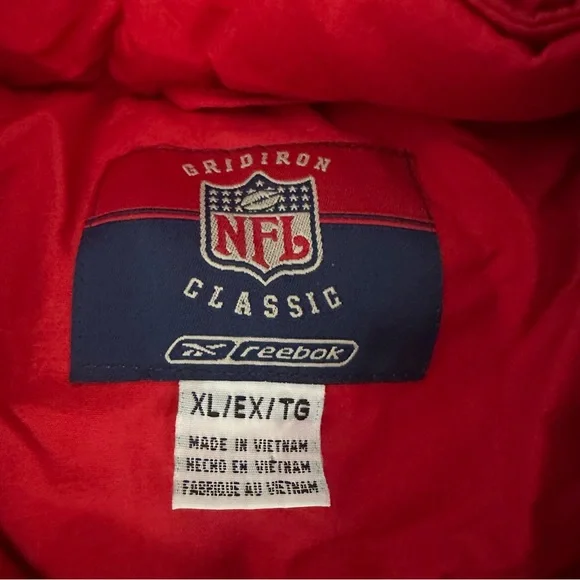 GRIDIRON
NFL
CLASSIC
reebok
XL/EX/TG
MADE IN VIETNAM
HECHO EN VIETNAM
FABRIQUE AU VIETNAM